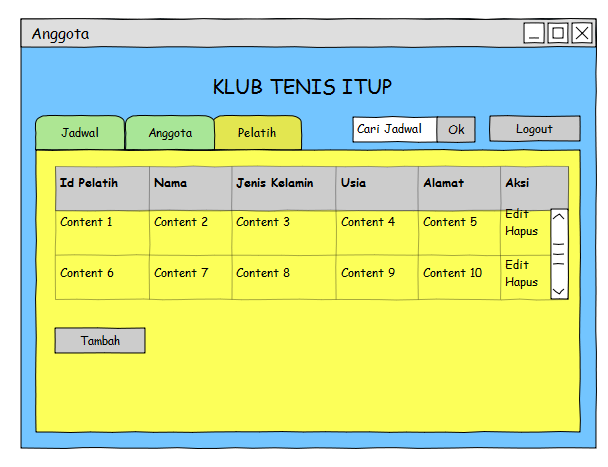 Anggota
KLUB TENIS ITUP
Jadwal Anggota Pelatih Cari Jadwal Ok Logout
Id Pelatih Nama Jenis Kelamin Usia Alamat Aksi
Content 1 Content 2 Content 3 Content 4 Content 5 Edit
Hapus
Content 6 Content 7 Content 8 Content 9 Content 10 Edit
Hapus
Tambah